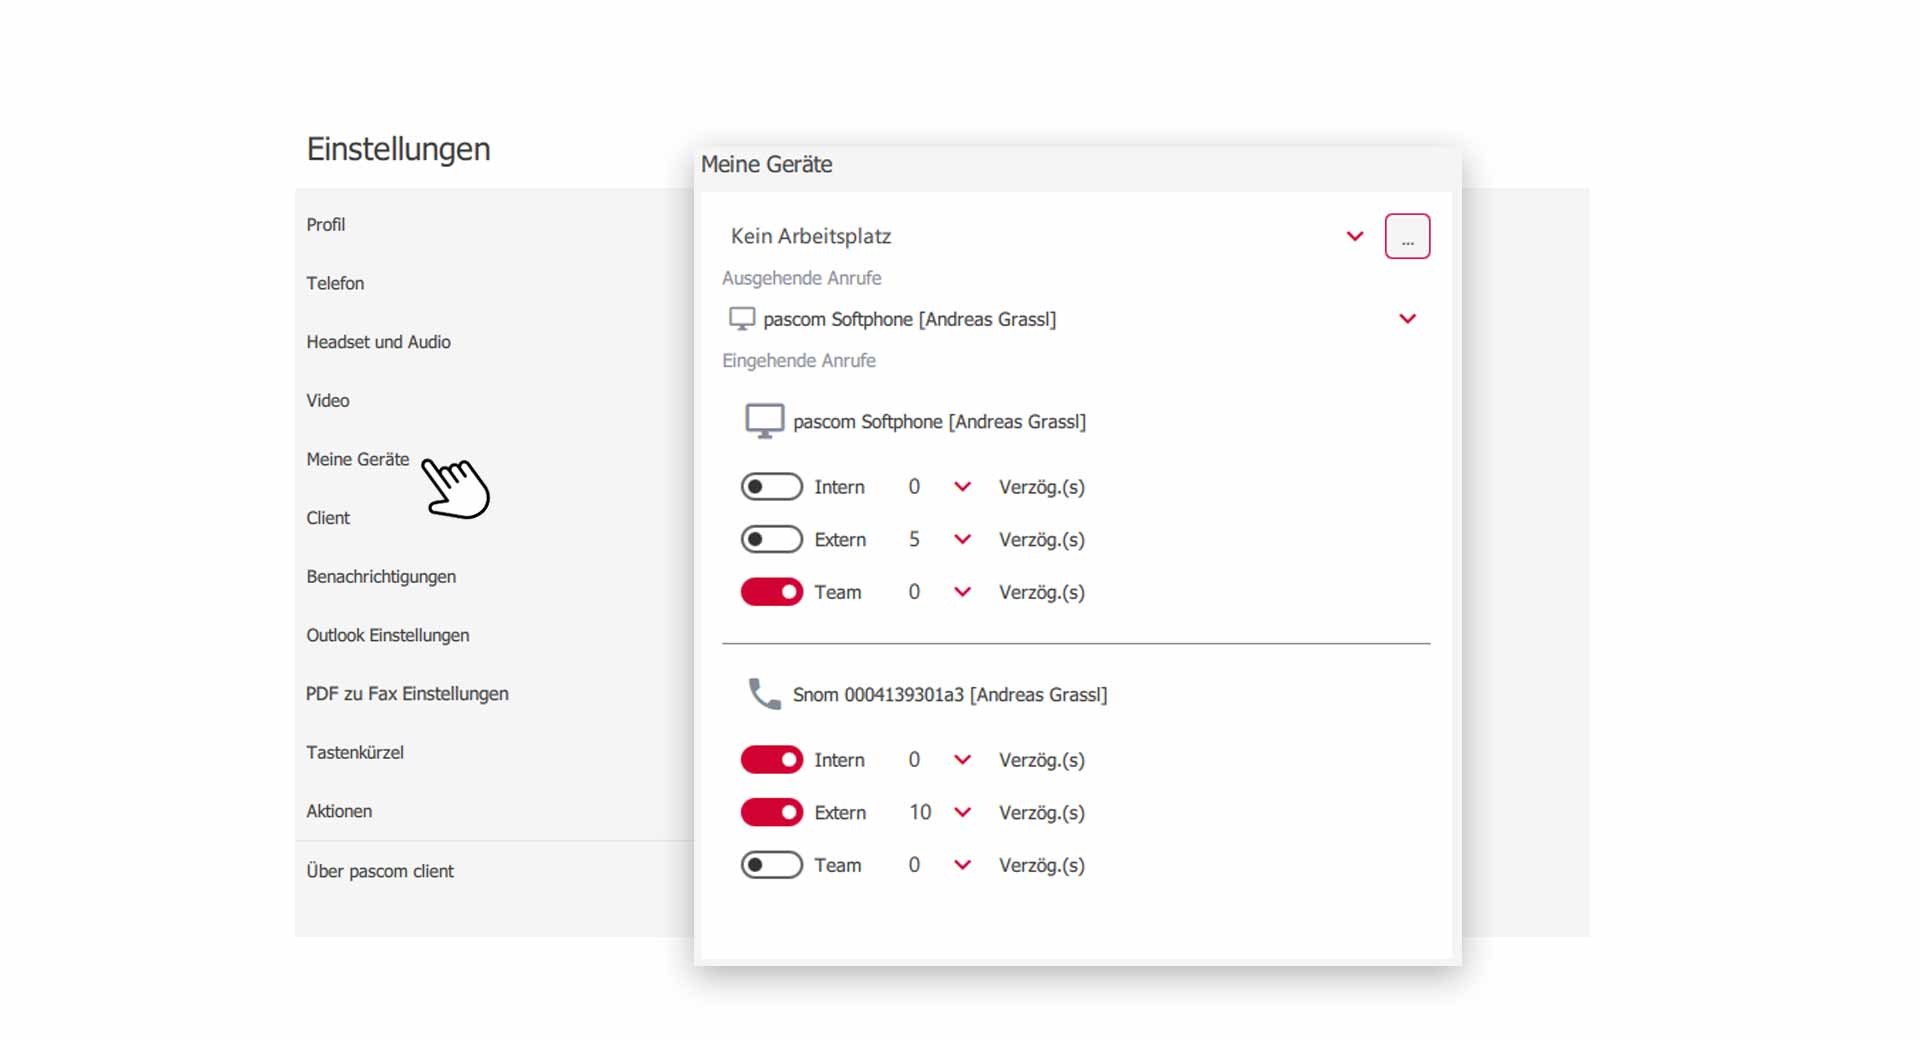 Einstellungen
Profil
Telefon
Headset und Audio
Video
Meine Geräte
Client
Benachrichtigungen
Outlook Einstellungen
PDF zu Fax Einstellungen
Tastenkürzel
Aktionen
Über pascom client
Meine Geräte
Kein Arbeitsplatz ...
Ausgehende Anrufe
pascom Softphone [Andreas Grassl]
Eingehende Anrufe
pascom Softphone [Andreas Grassl]
Intern 0 Verzög.(s)
Extern 5 Verzög.(s)
Team 0 Verzög.(s)
Snom 0004139301a3 [Andreas Grassl]
Intern 0 Verzög.(s)
Extern 10 Verzög.(s)
Team 0 Verzög.(s)